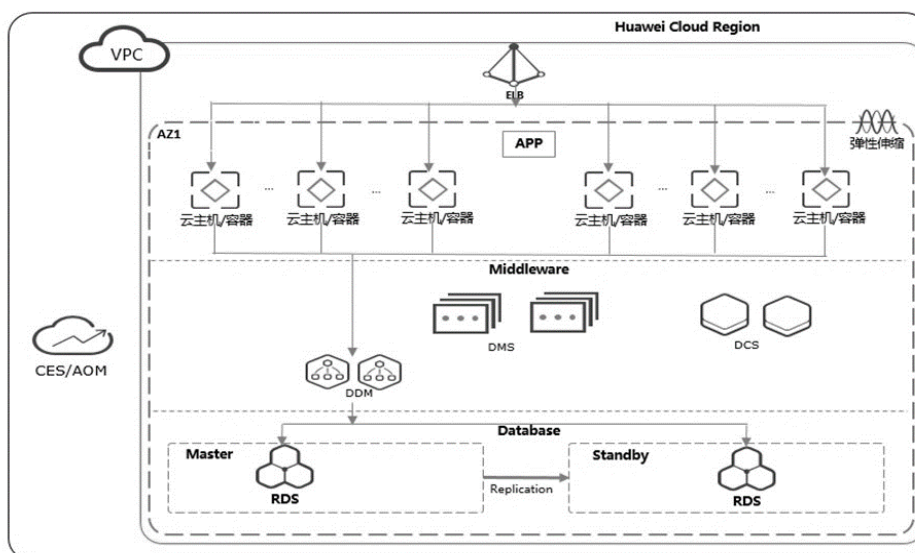 Huawei Cloud Region
VPC
ELB
AZ1
APP
弹性伸缩
... ... ... ...
云主机/容器 云主机/容器 云主机/容器 云主机/容器 云主机/容器 云主机/容器
Middleware
DMS
DCS
CES/AOM
DDM
Database
Master
Standby
RDS
Replication
RDS